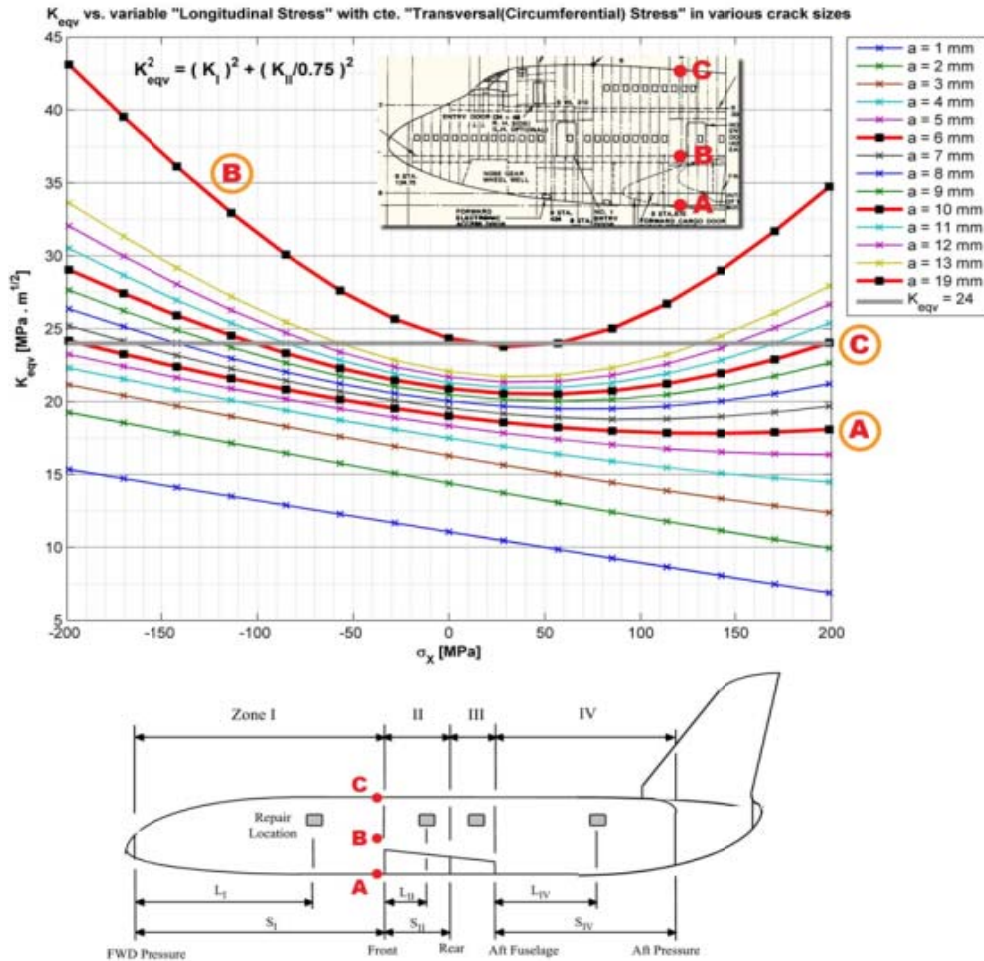 K_eqv vs. variable "Longitudinal Stress" with cte. "Transversal(Circumferential) Stress" in various crack sizes
K²_eqv = ( K_I )² + ( K_II/0.75 )²
45
40
35
30
25
20
15
10
5
K_eqv [MPa . m^1/2]
-200 -150 -100 -50 0 50 100 150 200
σ_X [MPa]
a = 1 mm
a = 2 mm
a = 3 mm
a = 4 mm
a = 5 mm
a = 6 mm
a = 7 mm
a = 8 mm
a = 9 mm
a = 10 mm
a = 11 mm
a = 12 mm
a = 13 mm
a = 19 mm
K_eqv = 24
B
C
A
C
B
A
NOSE GEAR
WHEEL WELL
FORWARD
ELECTRONIC
NO. 1
ENTRY
FORWARD CARGO DOOR
Zone I II III IV
C
Repair
Location
B
A
L_I L_II L_IV
S_I S_II S_IV
FWD Pressure Front Rear Aft Fuselage Aft Pressure